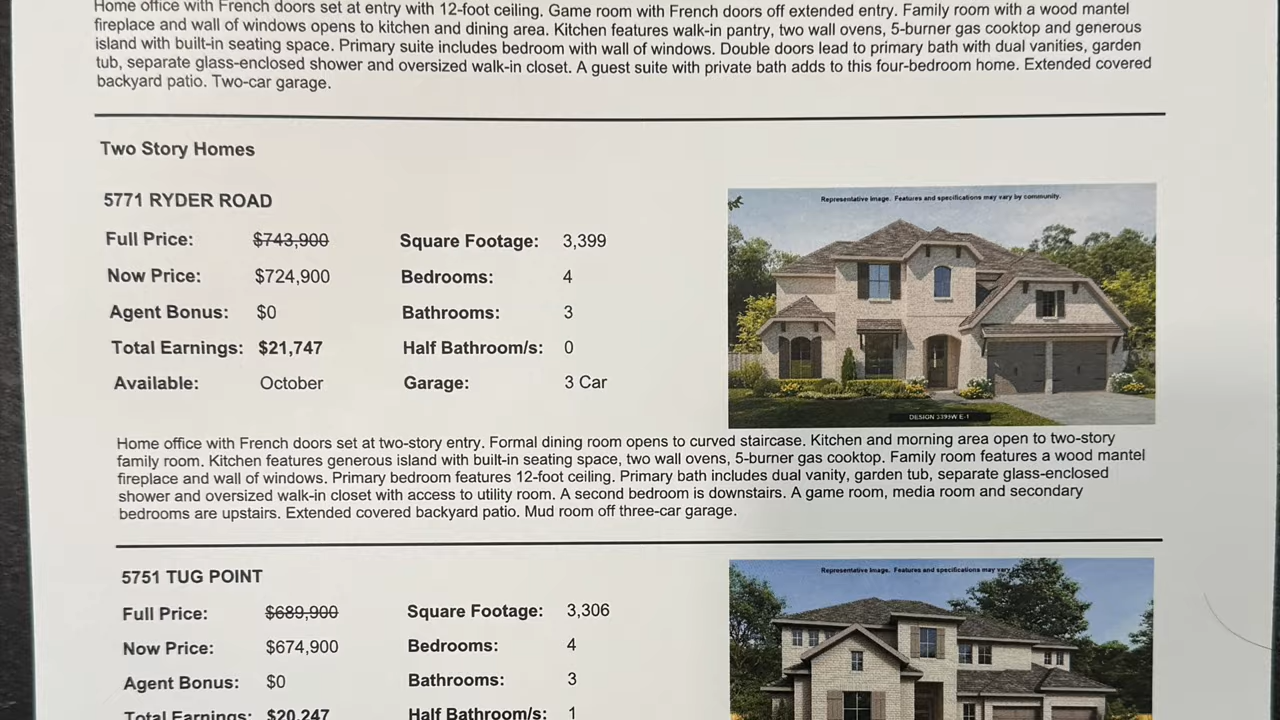 Home office with French doors set at entry with 12-foot ceiling. Game room with French doors off extended entry. Family room with a wood mantel
fireplace and wall of windows opens to kitchen and dining area. Kitchen features walk-in pantry, two wall ovens, 5-burner gas cooktop and generous
island with built-in seating space. Primary suite includes bedroom with wall of windows. Double doors lead to primary bath with dual vanities, garden
tub, separate glass-enclosed shower and oversized walk-in closet. A guest suite with private bath adds to this four-bedroom home. Extended covered
backyard patio. Two-car garage.
Two Story Homes
5771 RYDER ROAD
Full Price: $743,900 Square Footage: 3,399
Now Price: $724,900 Bedrooms: 4
Agent Bonus: $0 Bathrooms: 3
Total Earnings: $21,747 Half Bathroom/s: 0
Available: October Garage: 3 Car
Representative Image. Features and specifications may vary by community.
DESIGN 3399W E-1
Home office with French doors set at two-story entry. Formal dining room opens to curved staircase. Kitchen and morning area open to two-story
family room. Kitchen features generous island with built-in seating space, two wall ovens, 5-burner gas cooktop. Family room features a wood mantel
fireplace and wall of windows. Primary bedroom features 12-foot ceiling. Primary bath includes dual vanity, garden tub, separate glass-enclosed
shower and oversized walk-in closet with access to utility room. A second bedroom is downstairs. A game room, media room and secondary
bedrooms are upstairs. Extended covered backyard patio. Mud room off three-car garage.
5751 TUG POINT
Full Price: $689,900 Square Footage: 3,306
Now Price: $674,900 Bedrooms: 4
Agent Bonus: $0 Bathrooms: 3
Total Earnings: $20,247 Half Bathroom/s: 1
Representative Image. Features and specifications may vary